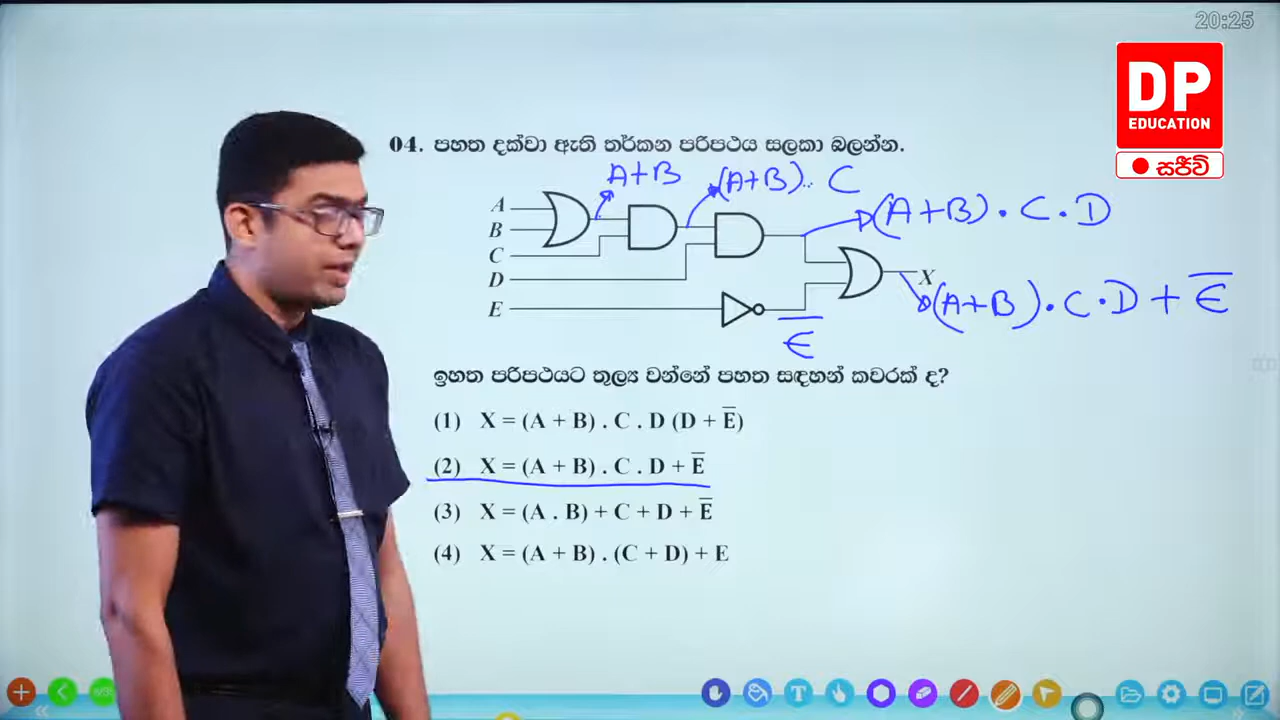 20:25
DP
EDUCATION
සජීවි
04. පහත දක්වා ඇති තර්කන පරිපථය සලකා බලන්න.
A+B
(A+B).. C
(A+B).C.D
A
B
C
D
E
X
(A+B).C.D+E̅
E̅
ඉහත පරිපථයට තුල්‍ය වන්නේ පහත සඳහන් කවරක් ද?
(1) X = (A + B) . C . D (D + E̅)
(2) X = (A + B) . C . D + E̅
(3) X = (A . B) + C + D + E̅
(4) X = (A + B) . (C + D) + E